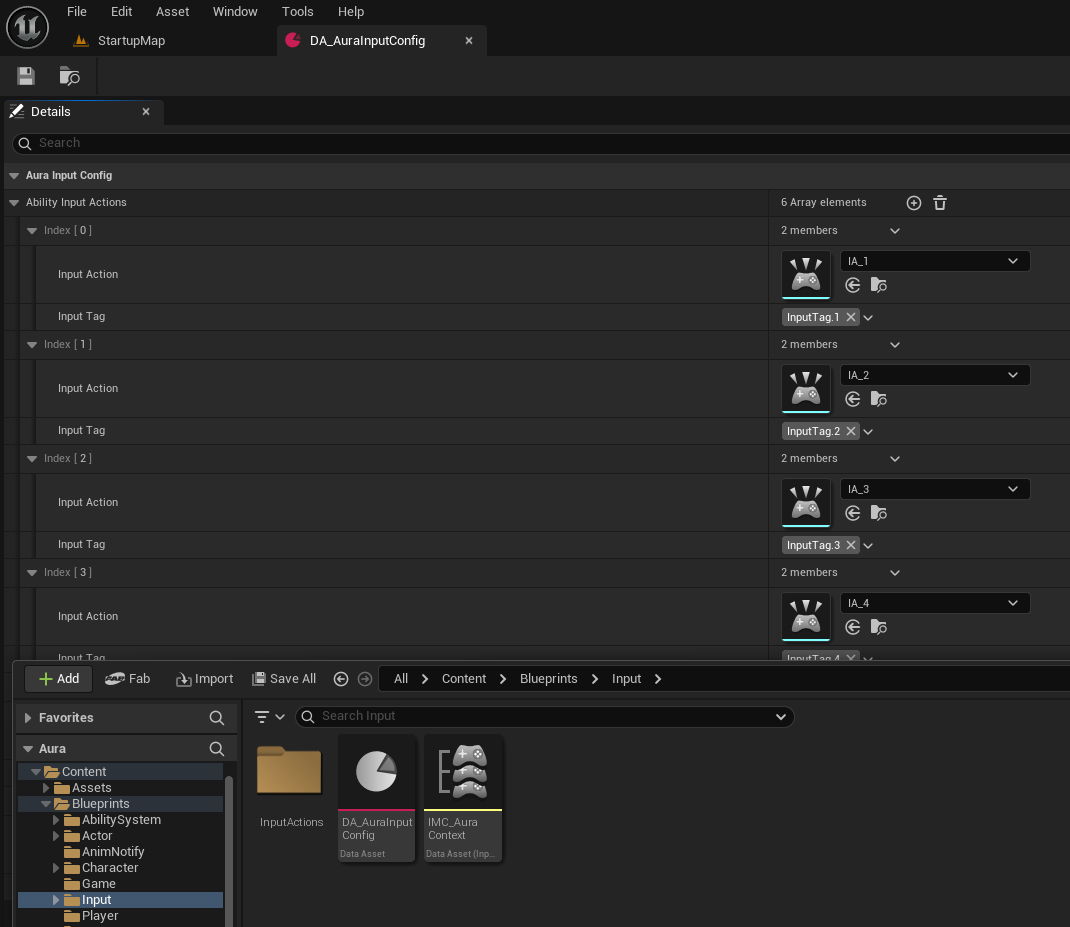 File Edit Asset Window Tools Help
StartupMap DA_AuraInputConfig
Details
Search
Aura Input Config
Ability Input Actions 6 Array elements
Index [ 0 ] 2 members
Input Action IA_1
Input Tag InputTag.1
Index [ 1 ] 2 members
Input Action IA_2
Input Tag InputTag.2
Index [ 2 ] 2 members
Input Action IA_3
Input Tag InputTag.3
Index [ 3 ] 2 members
Input Action IA_4
Input Tag InputTag.4
Add Fab Import Save All All Content Blueprints Input
Favorites
Search Input
Aura
Content
Assets
Blueprints
AbilitySystem
Actor
AnimNotify
Character
Game
Input
Player
InputActions
DA_AuraInput
Config
Data Asset
IMC_Aura
Context
Data Asset (Inp...